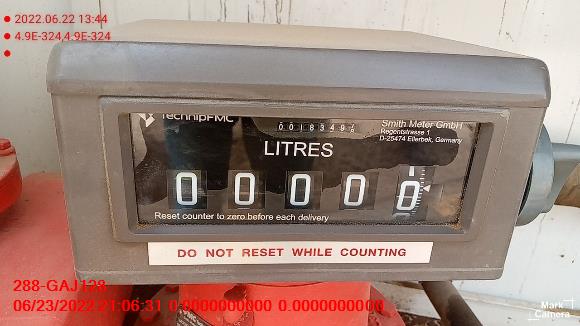 2022.06.22 13:44
4.9E-324,4.9E-324
TechnipFMC
Smith Meter GmbH
Regentstrasse 1
D-25474 Ellerbek, Germany
LITRES
0 0 0 0 0
Reset counter to zero before each delivery
DO NOT RESET WHILE COUNTING
288-GAJ128
06/23/2022 21:06:31 0.0000000000 0.0000000000
Mark
Camera